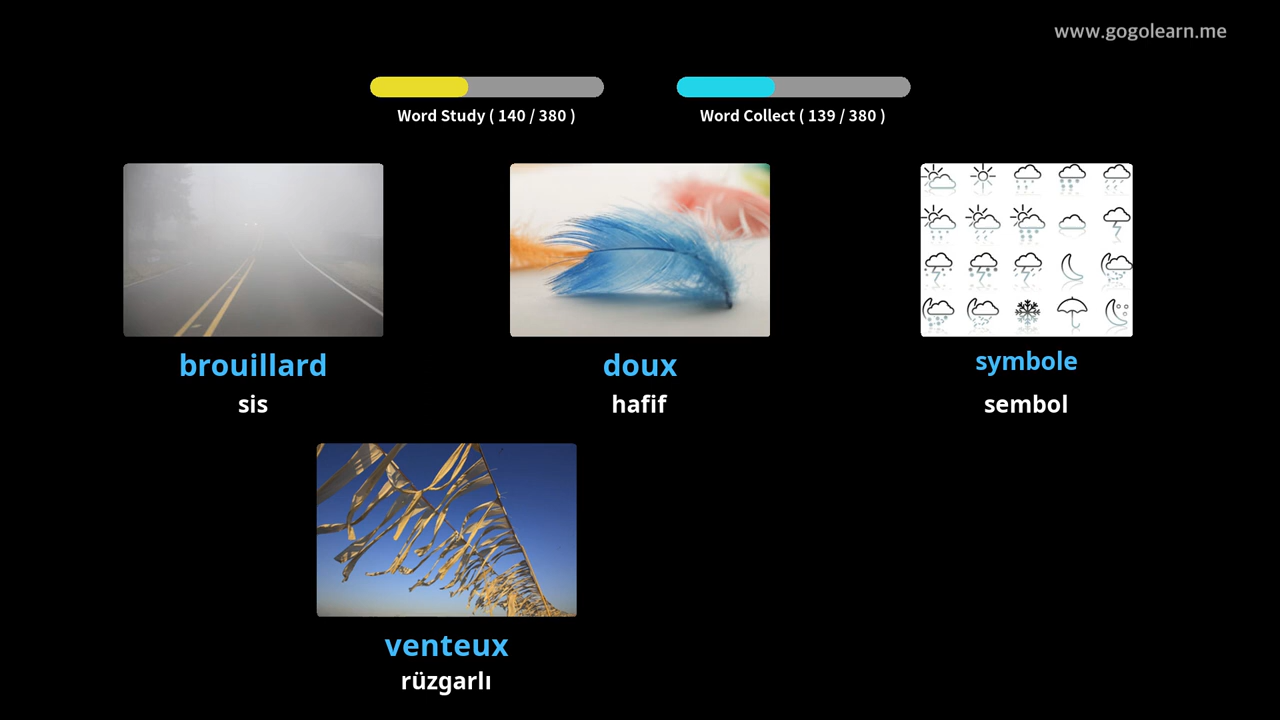 www.gogolearn.me
Word Study ( 140 / 380 )
Word Collect ( 139 / 380 )
brouillard
sis
doux
hafif
symbole
sembol
venteux
rüzgarlı